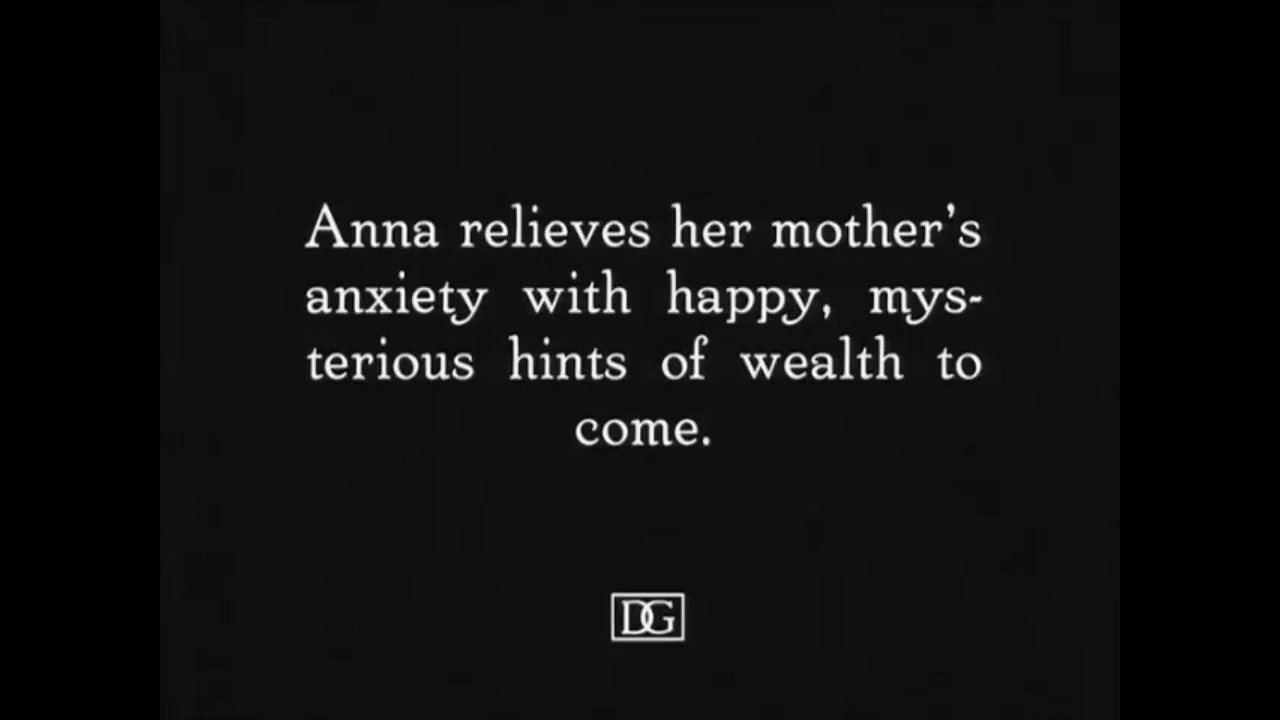 Anna relieves her mother's
anxiety with happy, mys-
terious hints of wealth to
come.
DG